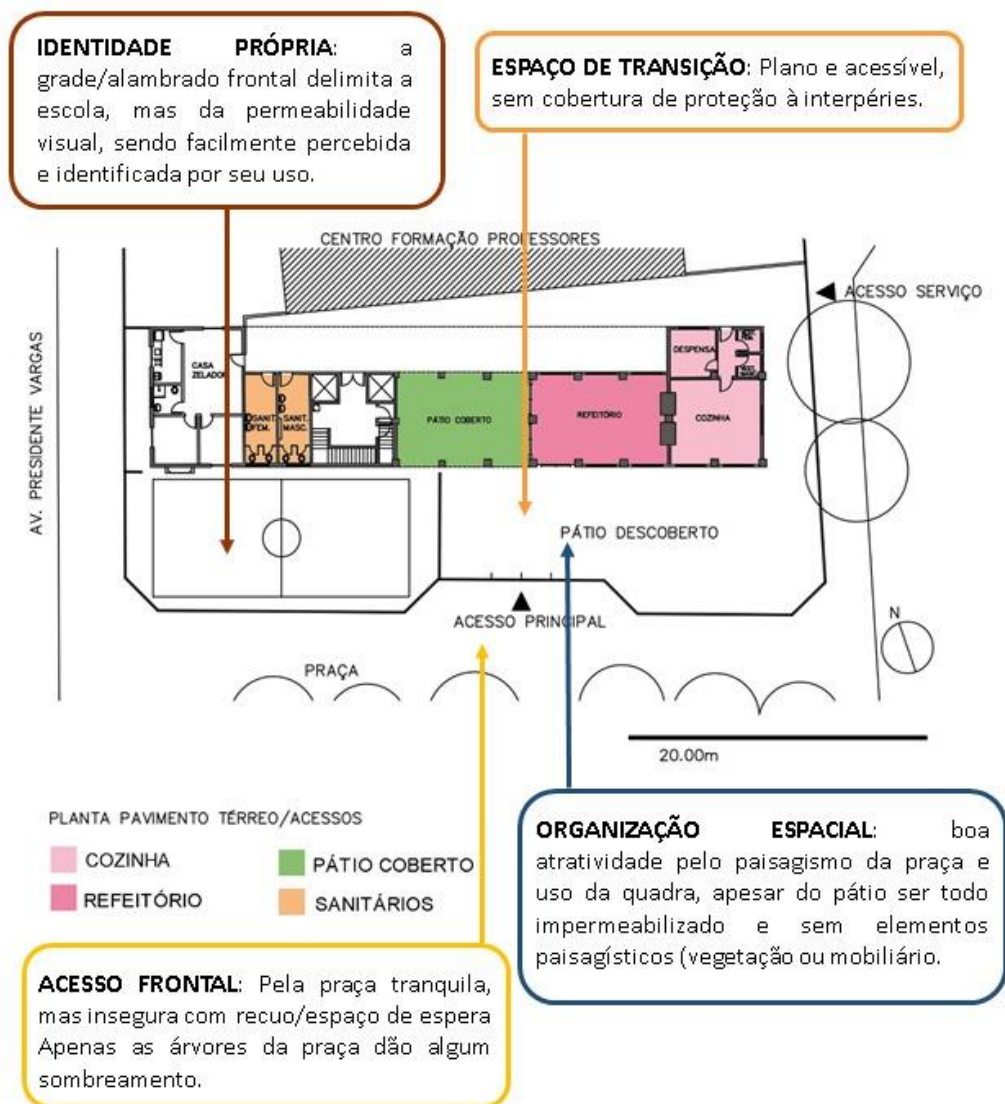 IDENTIDADE PRÓPRIA: a
grade/alambrado frontal delimita a
escola, mas da permeabilidade
visual, sendo facilmente percebida
e identificada por seu uso.
ESPAÇO DE TRANSIÇÃO: Plano e acessível,
sem cobertura de proteção à interpéries.
CENTRO FORMAÇÃO PROFESSORES
ACESSO SERVIÇO
AV. PRESIDENTE VARGAS
CASA
ZELADOR
SANIT.
FEM.
SANIT.
MASC.
PÁTIO COBERTO
REFEITÓRIO
DESPENSA
COZINHA
PÁTIO DESCOBERTO
ACESSO PRINCIPAL
N
PRAÇA
20.00m
PLANTA PAVIMENTO TÉRREO/ACESSOS
COZINHA
PÁTIO COBERTO
REFEITÓRIO
SANITÁRIOS
ORGANIZAÇÃO ESPACIAL: boa
atratividade pelo paisagismo da praça e
uso da quadra, apesar do pátio ser todo
impermeabilizado e sem elementos
paisagísticos (vegetação ou mobiliário.
ACESSO FRONTAL: Pela praça tranquila,
mas insegura com recuo/espaço de espera
Apenas as árvores da praça dão algum
sombreamento.